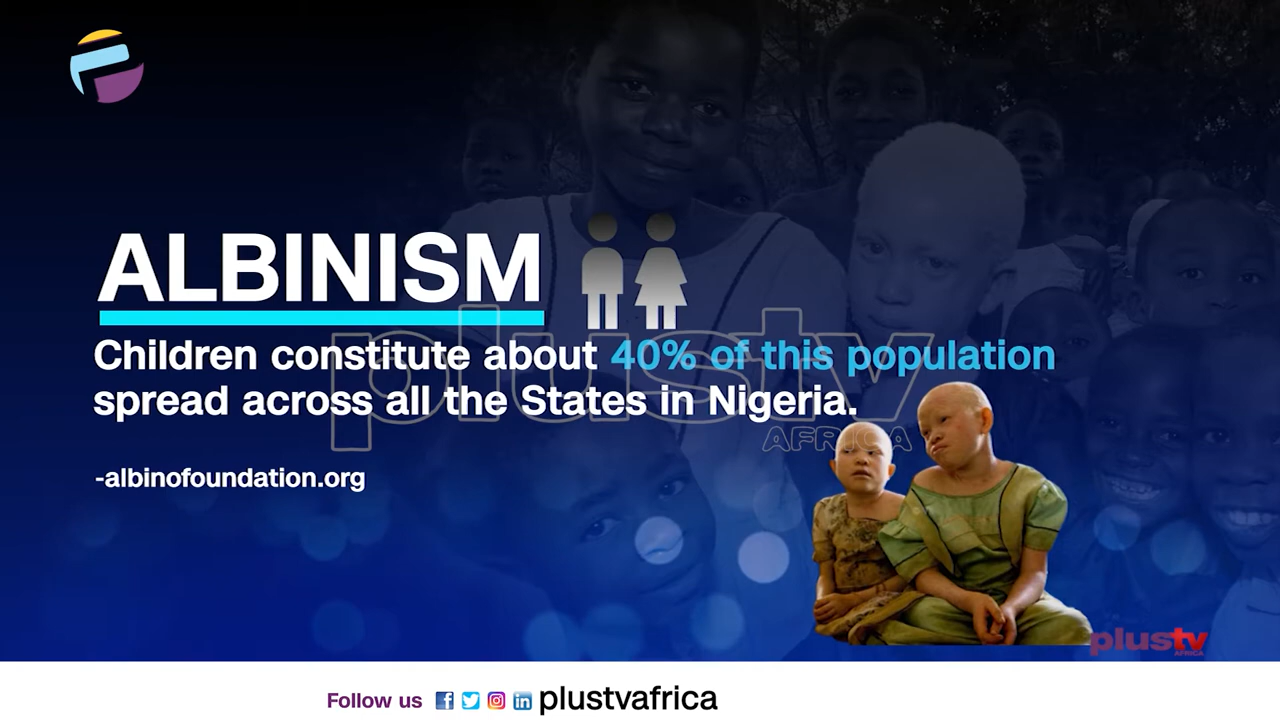 ALBINISM
Children constitute about 40% of this population
spread across all the States in Nigeria.
-albinofoundation.org
plustv
AFRICA
plustv
AFRICA
Follow us plustvafrica